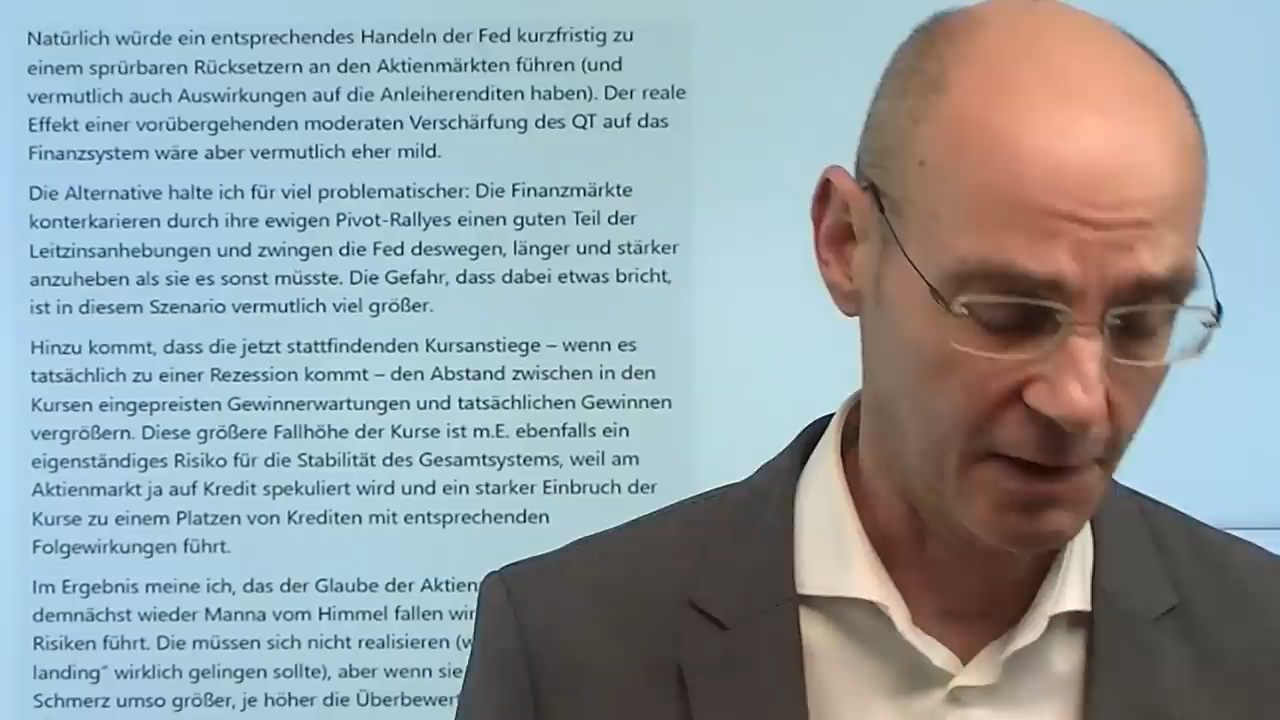 Natürlich würde ein entsprechendes Handeln der Fed kurzfristig zu
einem sprürbaren Rücksetzern an den Aktienmärkten führen (und
vermutlich auch Auswirkungen auf die Anleiherenditen haben). Der reale
Effekt einer vorübergehenden moderaten Verschärfung des QT auf das
Finanzsystem wäre aber vermutlich eher mild.
Die Alternative halte ich für viel problematischer: Die Finanzmärkte
konterkarieren durch ihre ewigen Pivot-Rallyes einen guten Teil der
Leitzinsanhebungen und zwingen die Fed deswegen, länger und stärker
anzuheben als sie es sonst müsste. Die Gefahr, dass dabei etwas bricht,
ist in diesem Szenario vermutlich viel größer.
Hinzu kommt, dass die jetzt stattfindenden Kursanstiege – wenn es
tatsächlich zu einer Rezession kommt – den Abstand zwischen in den
Kursen eingepreisten Gewinnerwartungen und tatsächlichen Gewinnen
vergrößern. Diese größere Fallhöhe der Kurse ist m.E. ebenfalls ein
eigenständiges Risiko für die Stabilität des Gesamtsystems, weil am
Aktienmarkt ja auf Kredit spekuliert wird und ein starker Einbruch der
Kurse zu einem Platzen von Krediten mit entsprechenden
Folgewirkungen führt.
Im Ergebnis meine ich, das der Glaube der Aktien
demnächst wieder Manna vom Himmel fallen wir
Risiken führt. Die müssen sich nicht realisieren (w
landing“ wirklich gelingen sollte), aber wenn sie
Schmerz umso größer, je höher die Überbewer